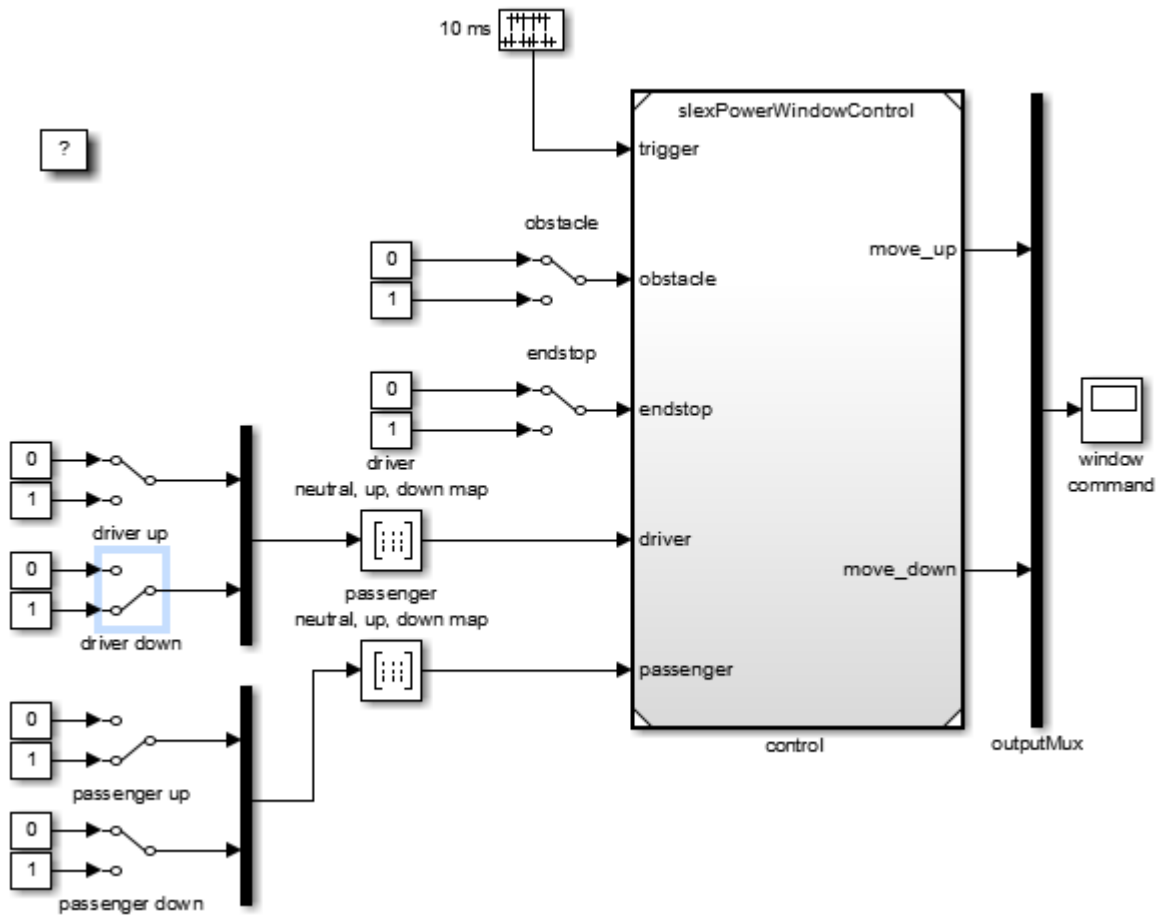 10 ms
slexPowerWindowControl
trigger
?
obstacle
0
1
obstacle
move_up
endstop
0
1
endstop
driver
neutral, up, down map
window
command
0
1
driver up
driver
0
1
driver down
passenger
neutral, up, down map
move_down
passenger
0
1
passenger up
control
outputMux
0
1
passenger down